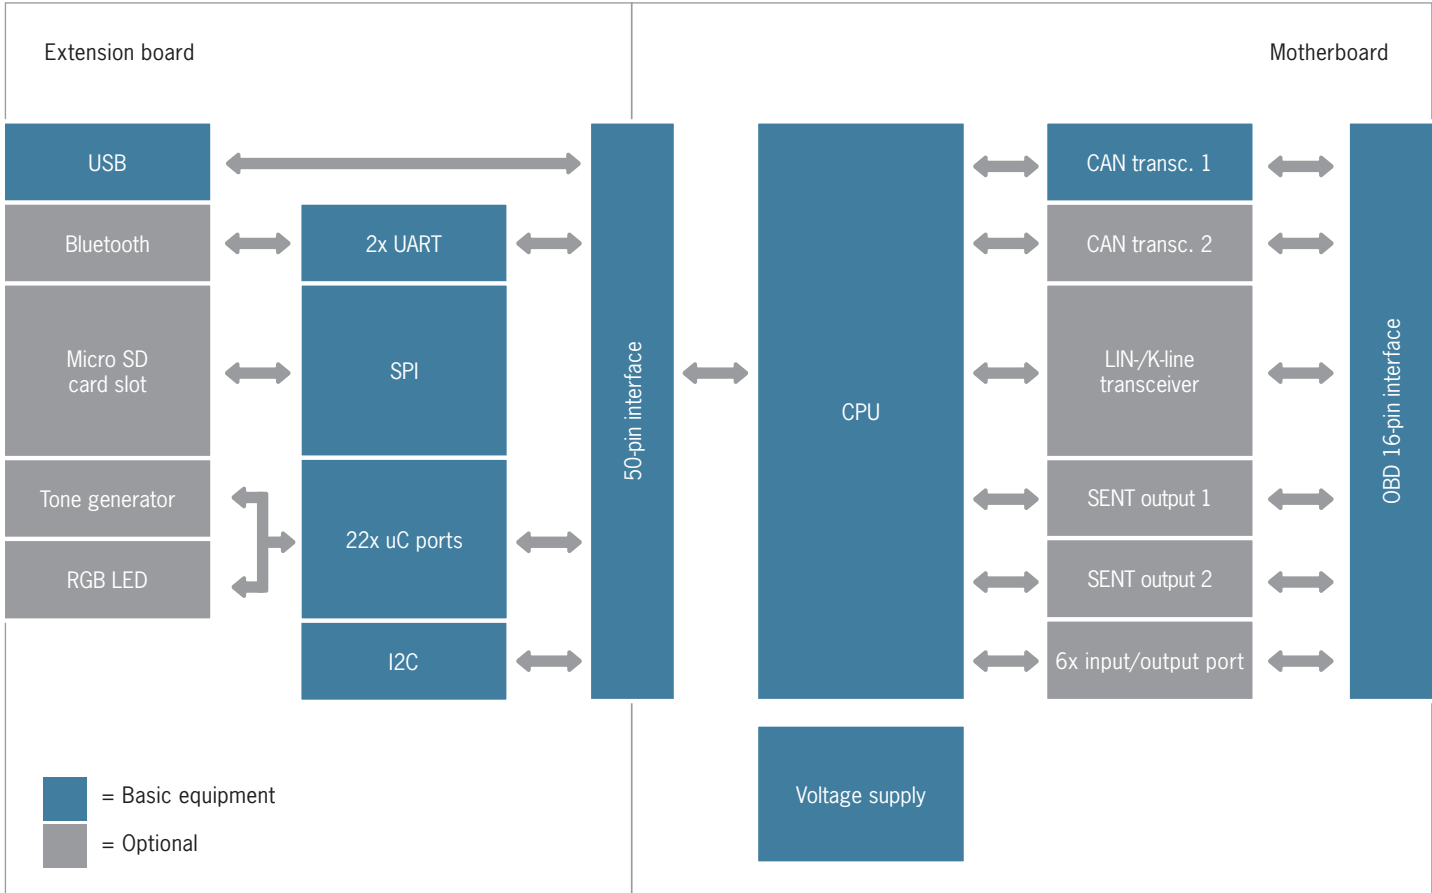 Extension board
Motherboard
USB
Bluetooth
Micro SD
card slot
Tone generator
RGB LED
2x UART
SPI
22x uC ports
I2C
50-pin interface
CPU
Voltage supply
CAN transc. 1
CAN transc. 2
LIN-/K-line
transceiver
SENT output 1
SENT output 2
6x input/output port
OBD 16-pin interface
= Basic equipment
= Optional